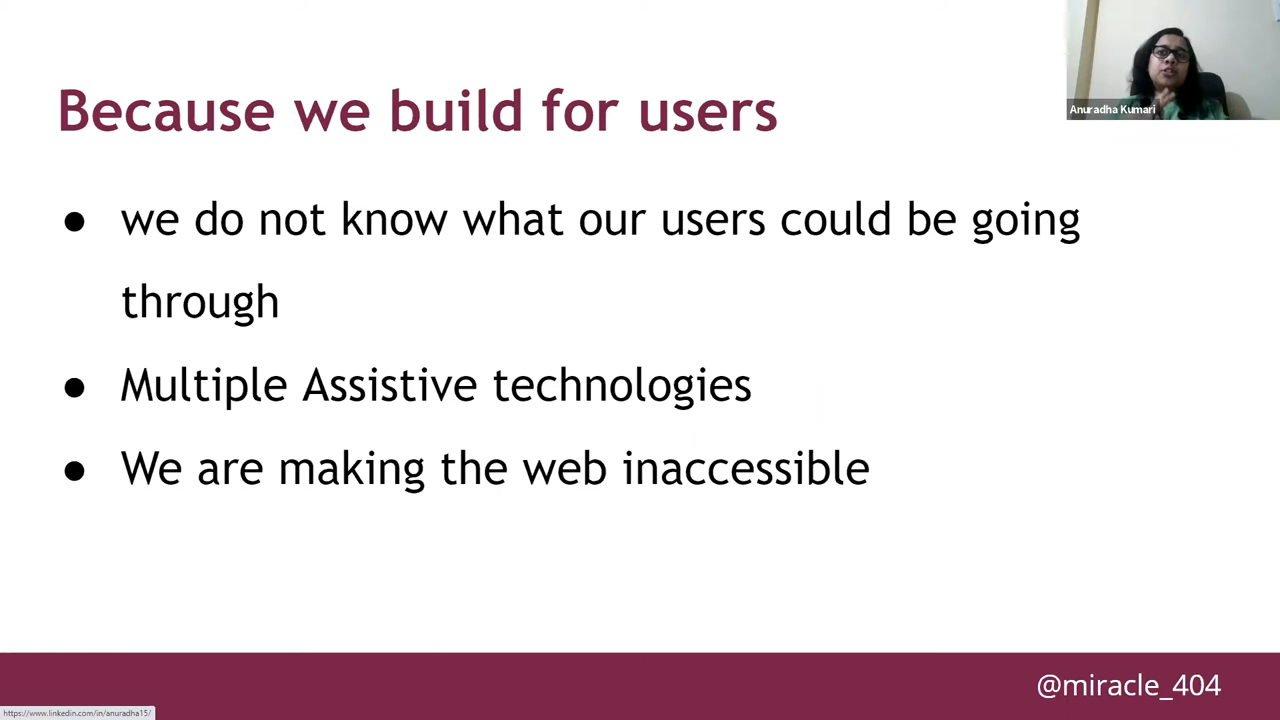 Because we build for users
Anuradha Kumari
● we do not know what our users could be going
through
● Multiple Assistive technologies
● We are making the web inaccessible
@miracle_404
https://www.linkedin.com/in/anuradha15/